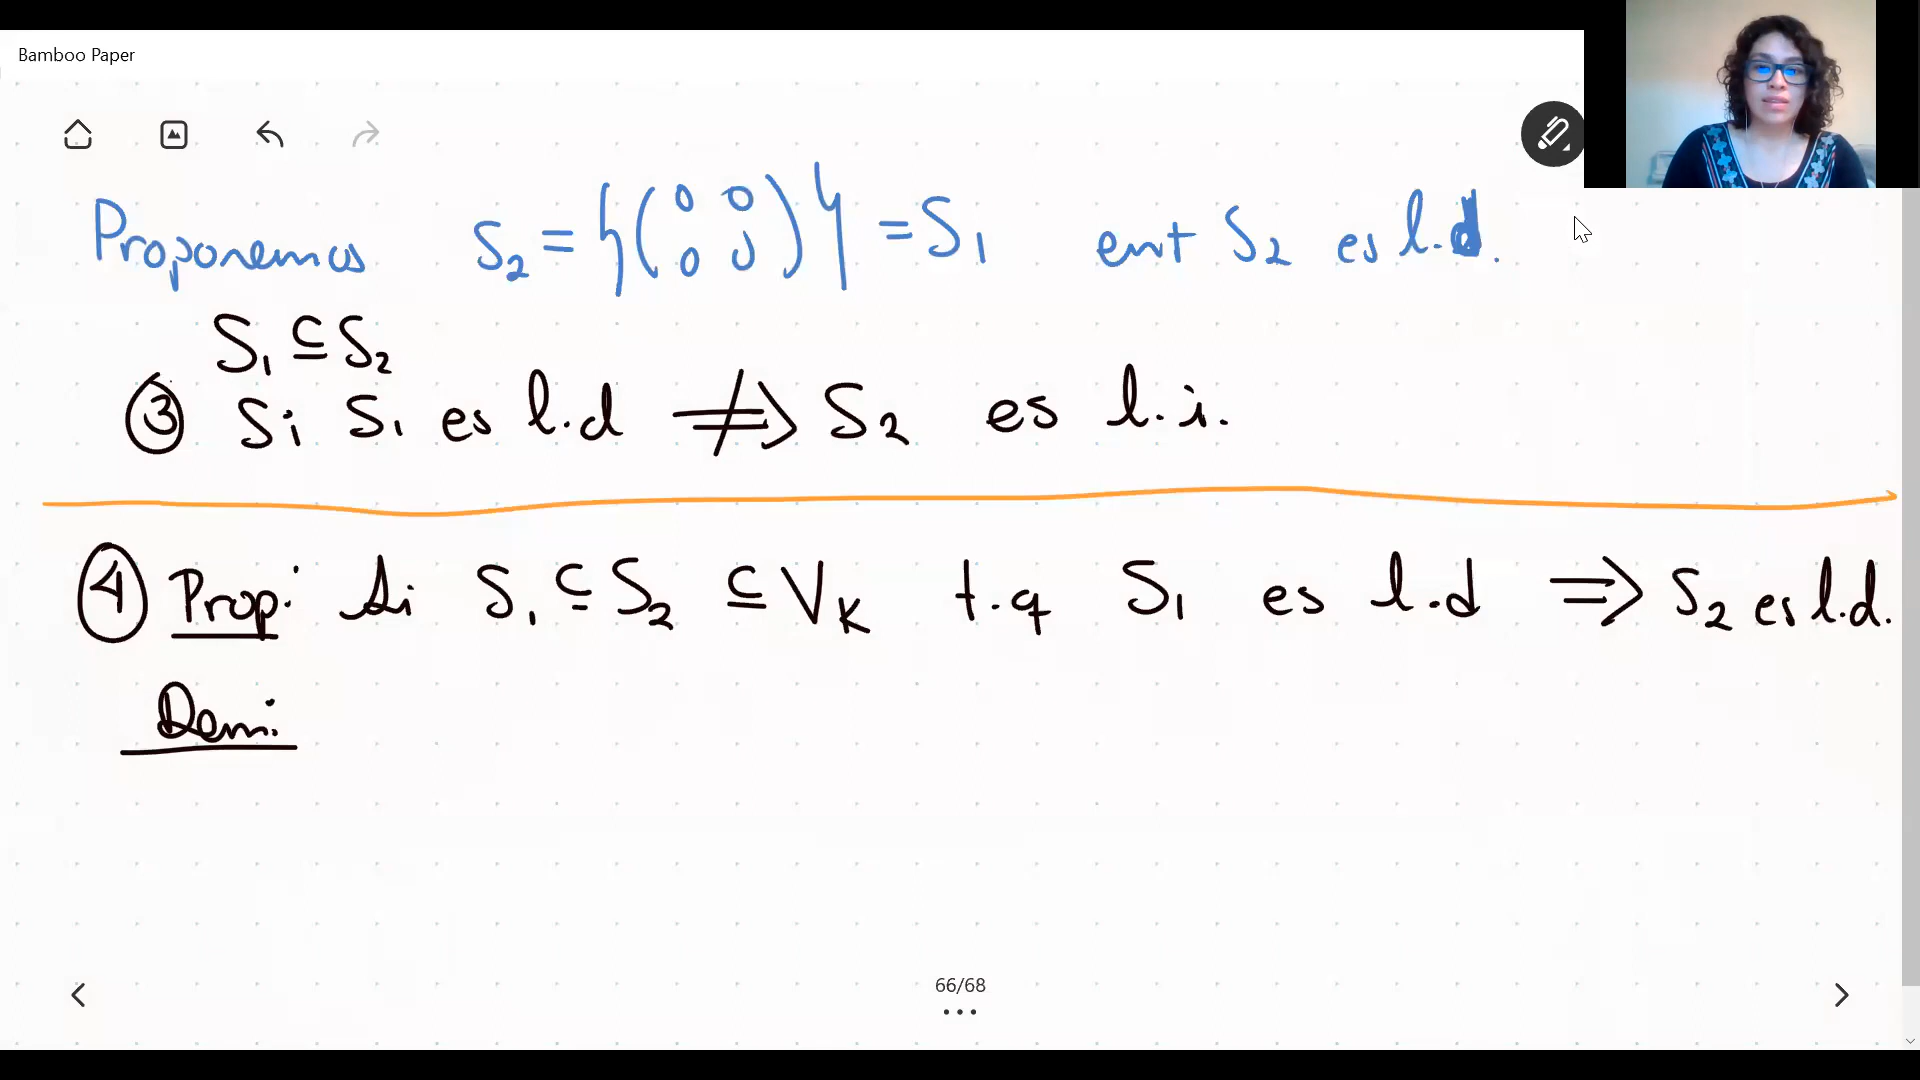 Bamboo Paper
Proponemos S₂ = {(0 0 0 0)} = S₁ ent S₂ es l.d.
S₁ ⊆ S₂
③ Si S₁ es l.d ⇏ S₂ es l.i.
④ Prop: Si S₁ ⊆ S₂ ⊆ V_K t.q S₁ es l.d ⇒ S₂ es l.d.
Dem:
66/68